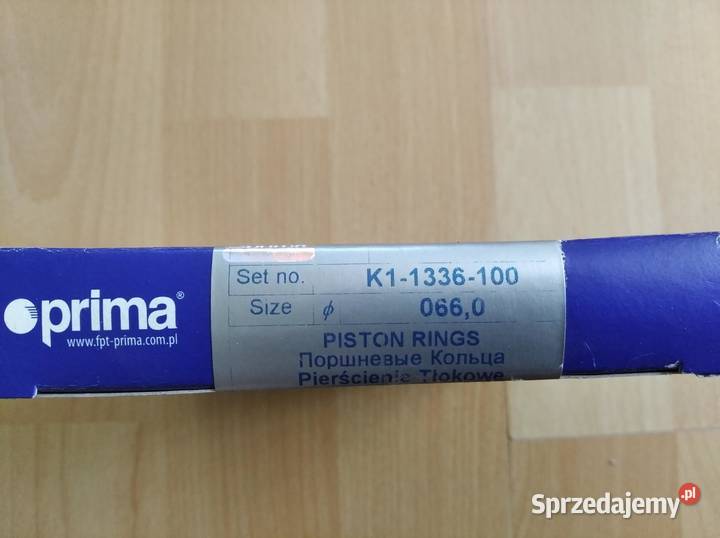 prima®
www.fpt-prima.com.pl
Set no. K1-1336-100
Size ø 066,0
PISTON RINGS
Поршневые Кольца
Pierścienie Tłokowe
Sprzedajemy.pl